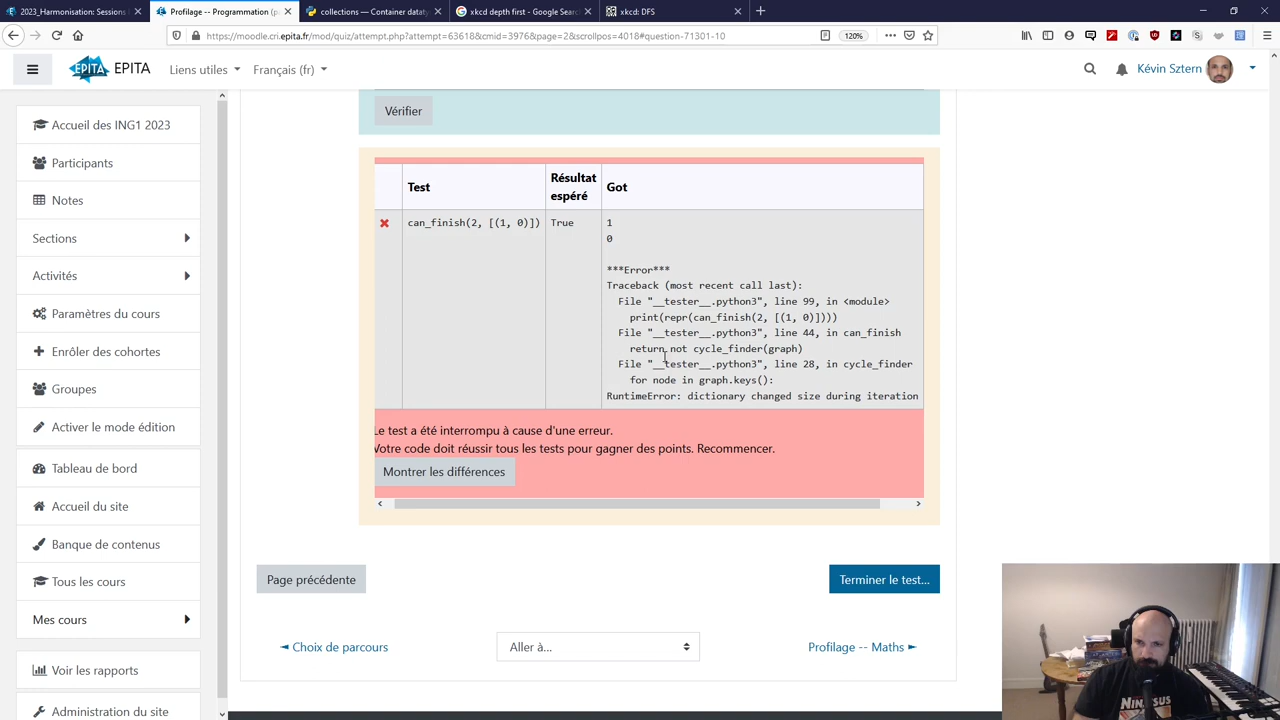 2023_Harmonisation: Sessions
Profilage -- Programmation (p
collections — Container dataty
xkcd depth first - Google Sear
xkcd: DFS
https://moodle.cri.epita.fr/mod/quiz/attempt.php?attempt=63618&cmid=3976&page=2&scrollpos=4018#question-71301-10
120%
EPITA
EPITA
Liens utiles
Français (fr)
Kévin Sztern
Accueil des ING1 2023
Participants
Notes
Sections
Activités
Paramètres du cours
Enrôler des cohortes
Groupes
Activer le mode édition
Tableau de bord
Accueil du site
Banque de contenus
Tous les cours
Mes cours
Voir les rapports
Administration du site
Vérifier
Test
Résultat espéré
Got
can_finish(2, [(1, 0)])
True
1
0
***Error***
Traceback (most recent call last):
File "__tester__.python3", line 99, in <module>
print(repr(can_finish(2, [(1, 0)])))
File "__tester__.python3", line 44, in can_finish
return not cycle_finder(graph)
File "__tester__.python3", line 28, in cycle_finder
for node in graph.keys():
RuntimeError: dictionary changed size during iteration
Le test a été interrompu à cause d'une erreur.
Votre code doit réussir tous les tests pour gagner des points. Recommencer.
Montrer les différences
Page précédente
Terminer le test...
◄ Choix de parcours
Aller à...
Profilage -- Maths ►